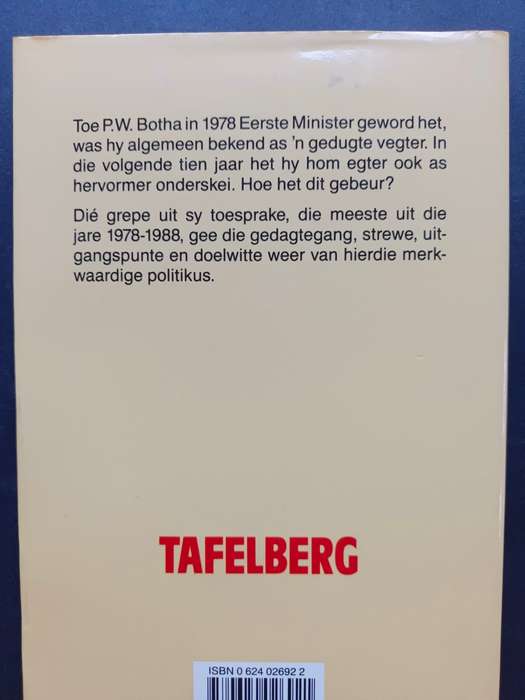 Toe P.W. Botha in 1978 Eerste Minister geword het,
was hy algemeen bekend as 'n gedugte vegter. In
die volgende tien jaar het hy hom egter ook as
hervormer onderskei. Hoe het dit gebeur?
Dié grepe uit sy toesprake, die meeste uit die
jare 1978-1988, gee die gedagtegang, strewe, uit-
gangspunte en doelwitte weer van hierdie merk-
waardige politikus.
TAFELBERG
ISBN 0 624 02692 2